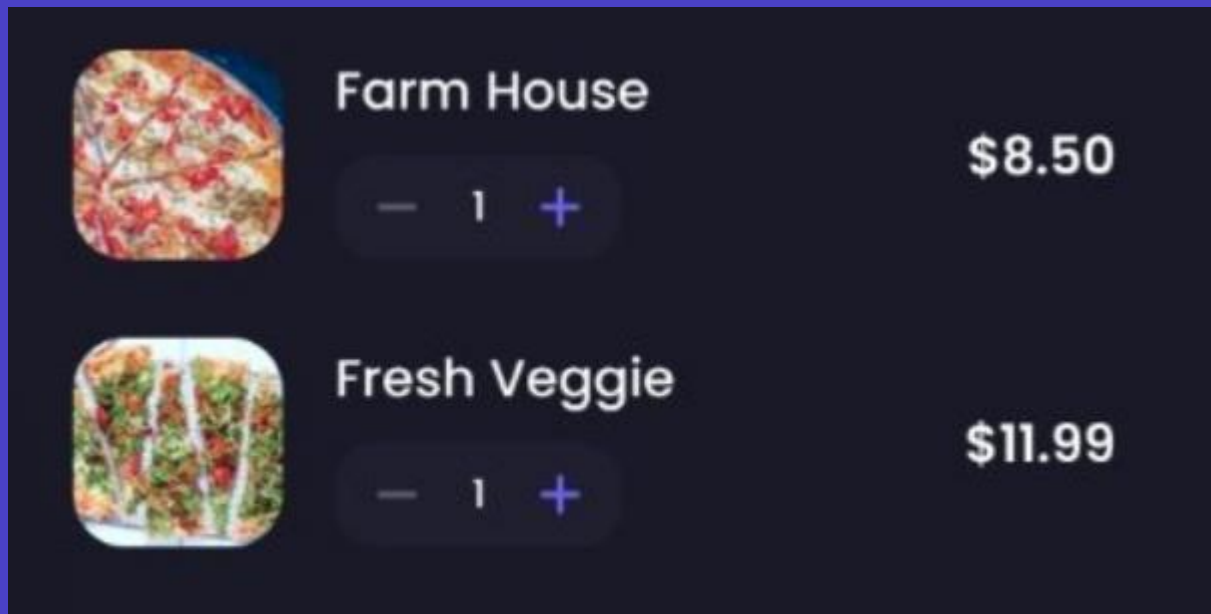 Farm House
$8.50
− 1 +
Fresh Veggie
$11.99
− 1 +